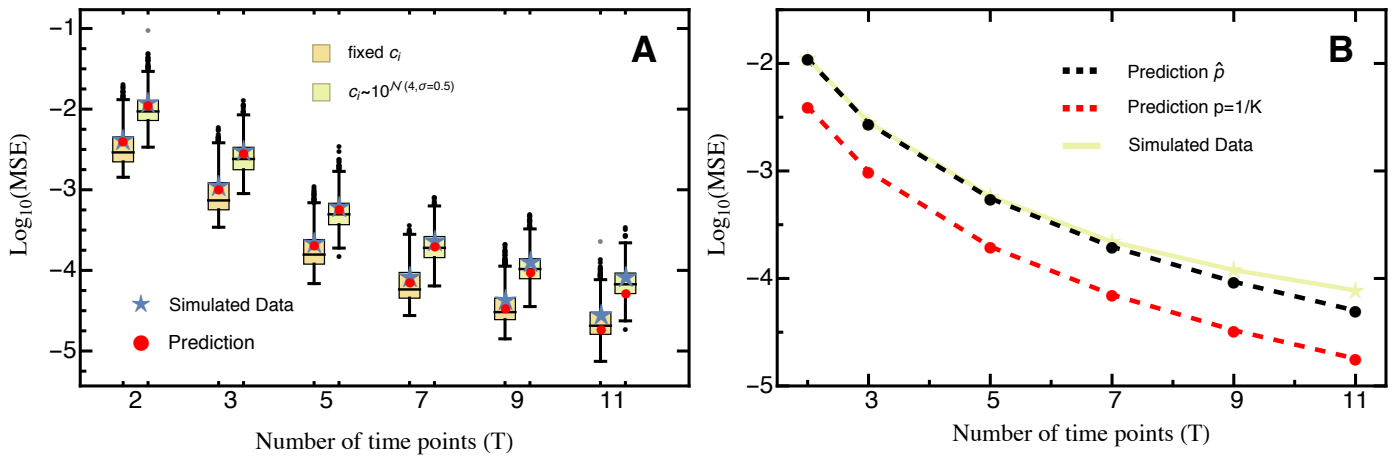 A
fixed cᵢ
cᵢ~10^𝒩(4,σ=0.5)
Simulated Data
Prediction
Log₁₀(MSE)
-1
-2
-3
-4
-5
2 3 5 7 9 11
Number of time points (T)
B
Prediction p̂
Prediction p=1/K
Simulated Data
Log₁₀(MSE)
-2
-3
-4
-5
3 5 7 9 11
Number of time points (T)